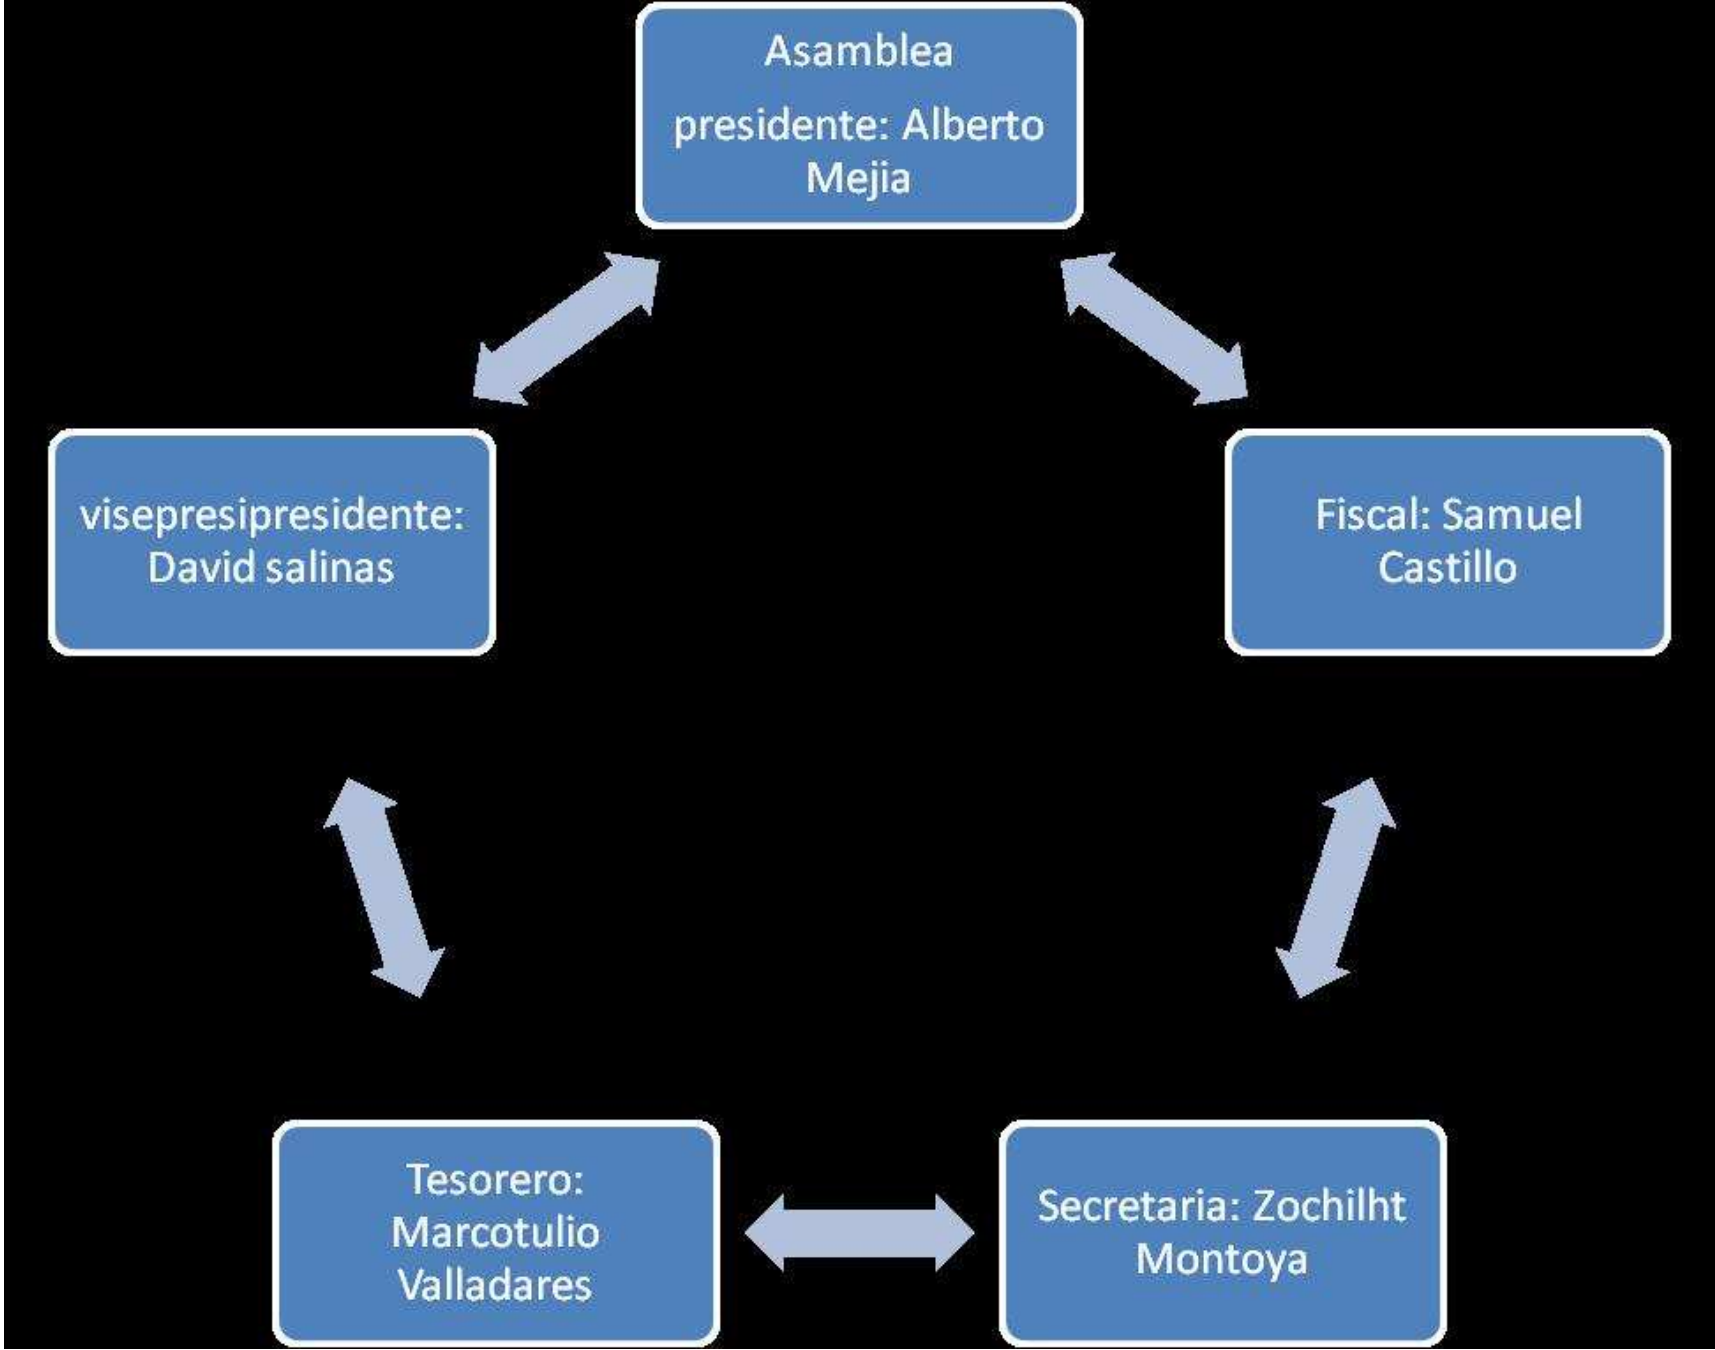 Asamblea
presidente: Alberto
Mejia
visepresipresidente:
David salinas
Fiscal: Samuel
Castillo
Tesorero:
Marcotulio
Valladares
Secretaria: Zochilht
Montoya